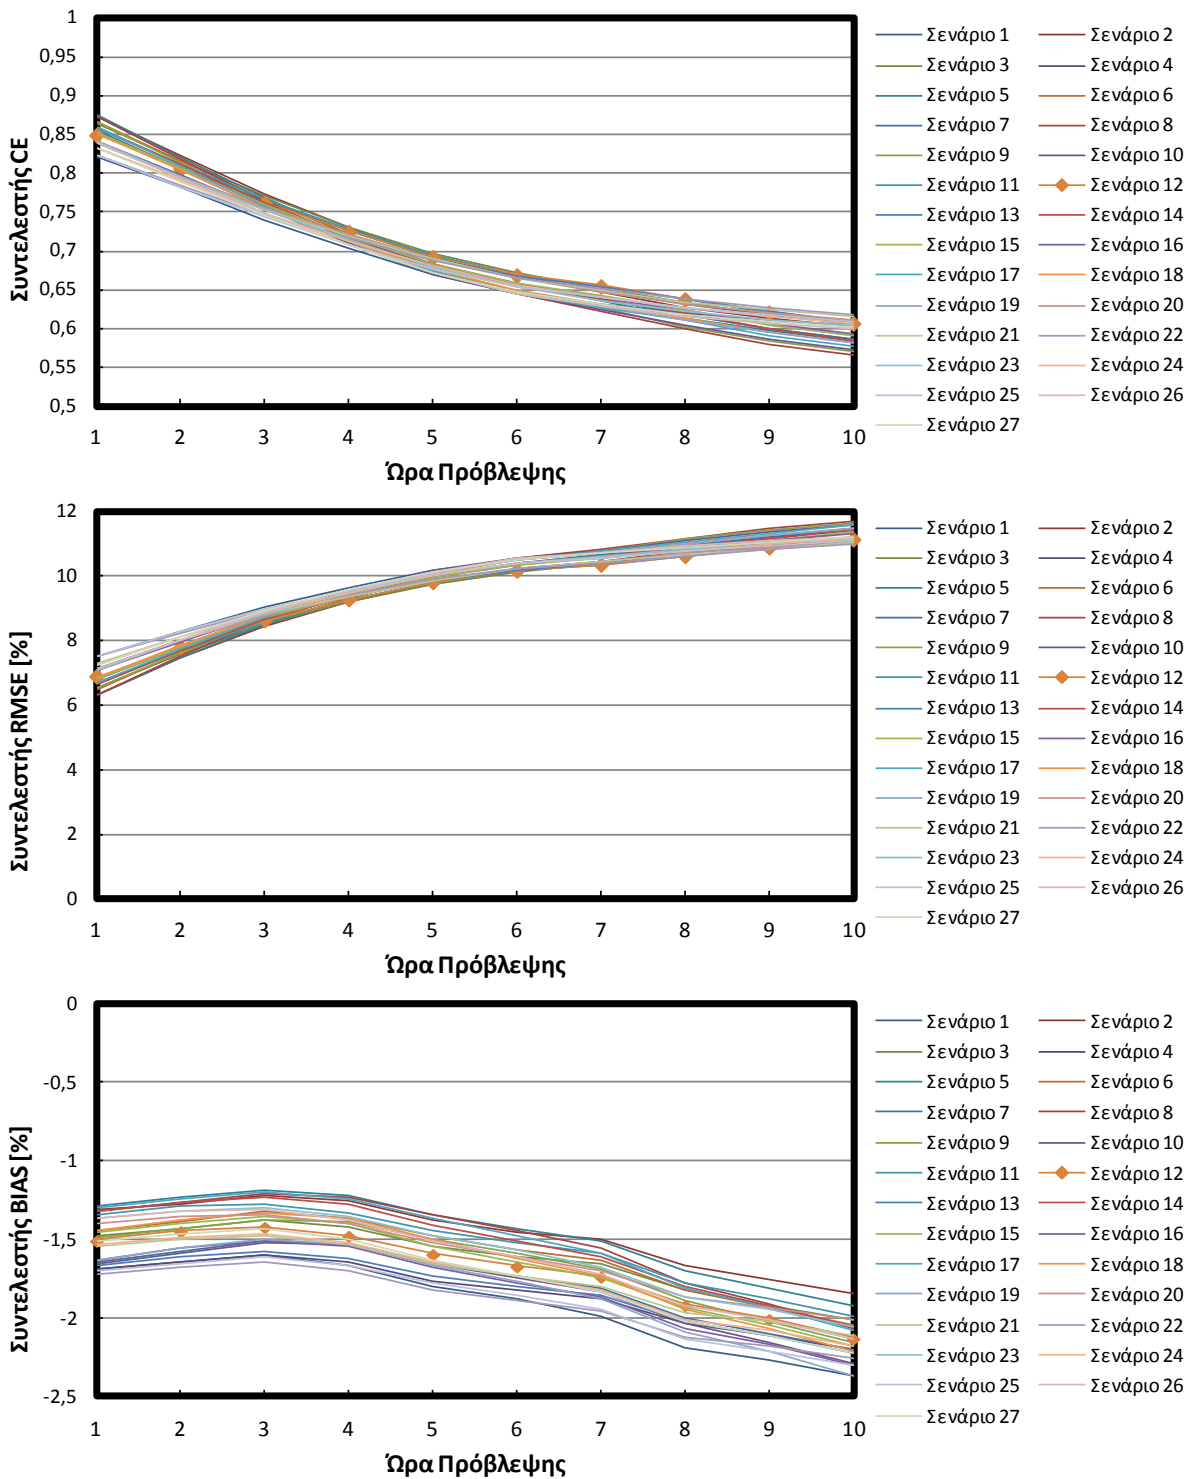 Συντελεστής CE
1
0,95
0,9
0,85
0,8
0,75
0,7
0,65
0,6
0,55
0,5
1 2 3 4 5 6 7 8 9 10
Ώρα Πρόβλεψης
Σενάριο 1 Σενάριο 2
Σενάριο 3 Σενάριο 4
Σενάριο 5 Σενάριο 6
Σενάριο 7 Σενάριο 8
Σενάριο 9 Σενάριο 10
Σενάριο 11 Σενάριο 12
Σενάριο 13 Σενάριο 14
Σενάριο 15 Σενάριο 16
Σενάριο 17 Σενάριο 18
Σενάριο 19 Σενάριο 20
Σενάριο 21 Σενάριο 22
Σενάριο 23 Σενάριο 24
Σενάριο 25 Σενάριο 26
Σενάριο 27
Συντελεστής RMSE [%]
12
10
8
6
4
2
0
1 2 3 4 5 6 7 8 9 10
Ώρα Πρόβλεψης
Σενάριο 1 Σενάριο 2
Σενάριο 3 Σενάριο 4
Σενάριο 5 Σενάριο 6
Σενάριο 7 Σενάριο 8
Σενάριο 9 Σενάριο 10
Σενάριο 11 Σενάριο 12
Σενάριο 13 Σενάριο 14
Σενάριο 15 Σενάριο 16
Σενάριο 17 Σενάριο 18
Σενάριο 19 Σενάριο 20
Σενάριο 21 Σενάριο 22
Σενάριο 23 Σενάριο 24
Σενάριο 25 Σενάριο 26
Σενάριο 27
Συντελεστής BIAS [%]
0
-0,5
-1
-1,5
-2
-2,5
1 2 3 4 5 6 7 8 9 10
Ώρα Πρόβλεψης
Σενάριο 1 Σενάριο 2
Σενάριο 3 Σενάριο 4
Σενάριο 5 Σενάριο 6
Σενάριο 7 Σενάριο 8
Σενάριο 9 Σενάριο 10
Σενάριο 11 Σενάριο 12
Σενάριο 13 Σενάριο 14
Σενάριο 15 Σενάριο 16
Σενάριο 17 Σενάριο 18
Σενάριο 19 Σενάριο 20
Σενάριο 21 Σενάριο 22
Σενάριο 23 Σενάριο 24
Σενάριο 25 Σενάριο 26
Σενάριο 27